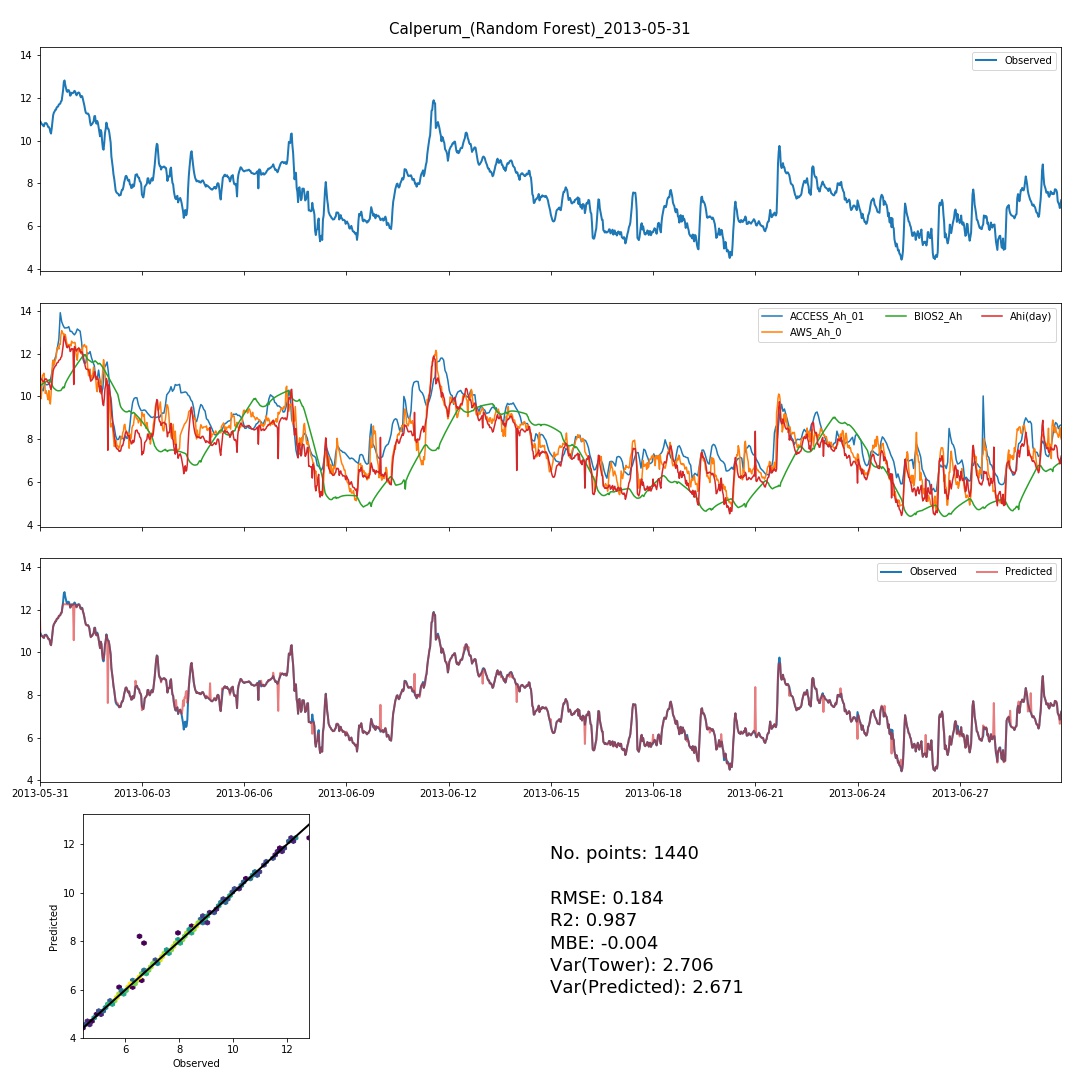 Calperum_(Random Forest)_2013-05-31
14
12
10
8
6
4
Observed
14
12
10
8
6
4
ACCESS_Ah_01 BIOS2_Ah Ahi(day)
AWS_Ah_0
14
12
10
8
6
4
Observed Predicted
2013-05-31 2013-06-03 2013-06-06 2013-06-09 2013-06-12 2013-06-15 2013-06-18 2013-06-21 2013-06-24 2013-06-27
12
10
8
6
4
Predicted
6 8 10 12
Observed
No. points: 1440
RMSE: 0.184
R2: 0.987
MBE: -0.004
Var(Tower): 2.706
Var(Predicted): 2.671